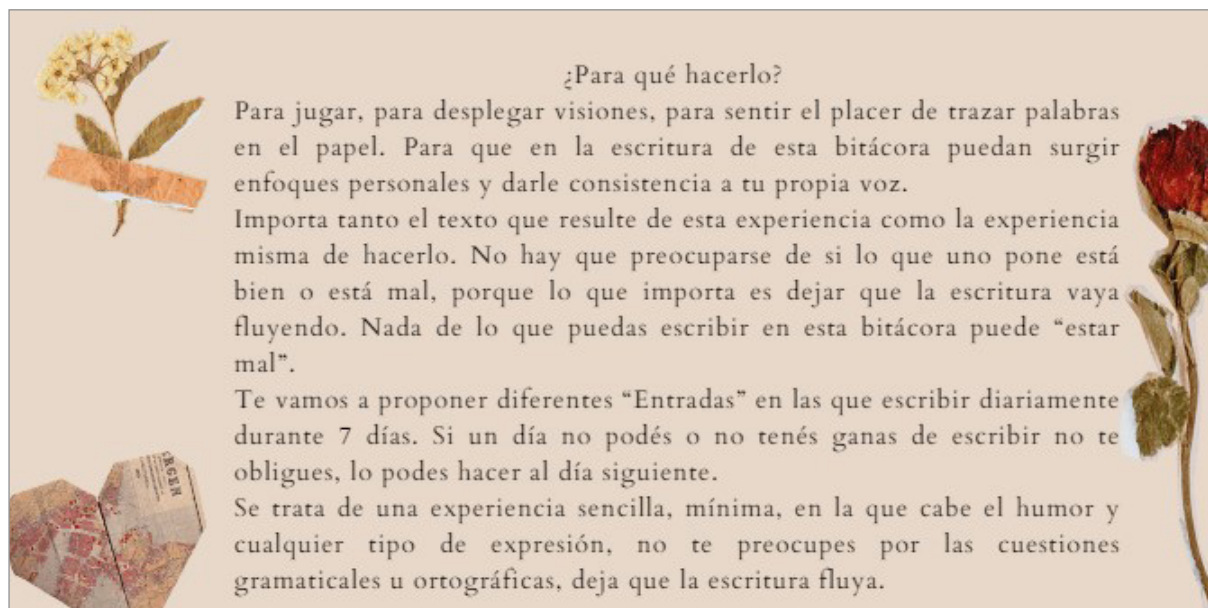 ¿Para qué hacerlo?
Para jugar, para desplegar visiones, para sentir el placer de trazar palabras
en el papel. Para que en la escritura de esta bitácora puedan surgir
enfoques personales y darle consistencia a tu propia voz.
Importa tanto el texto que resulte de esta experiencia como la experiencia
misma de hacerlo. No hay que preocuparse de si lo que uno pone está
bien o está mal, porque lo que importa es dejar que la escritura vaya
fluyendo. Nada de lo que puedas escribir en esta bitácora puede “estar
mal”.
Te vamos a proponer diferentes “Entradas” en las que escribir diariamente
durante 7 días. Si un día no podés o no tenés ganas de escribir no te
obligues, lo podes hacer al día siguiente.
Se trata de una experiencia sencilla, mínima, en la que cabe el humor y
cualquier tipo de expresión, no te preocupes por las cuestiones
gramaticales u ortográficas, deja que la escritura fluya.